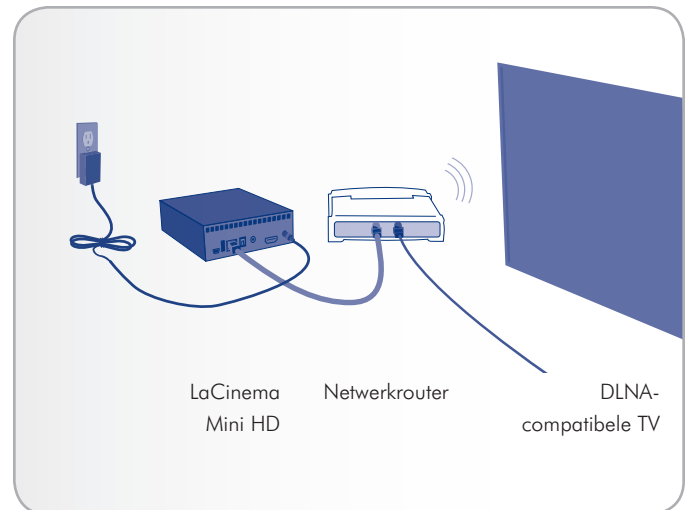 LaCinema
Mini HD
Netwerkrouter
DLNA-
compatibele TV